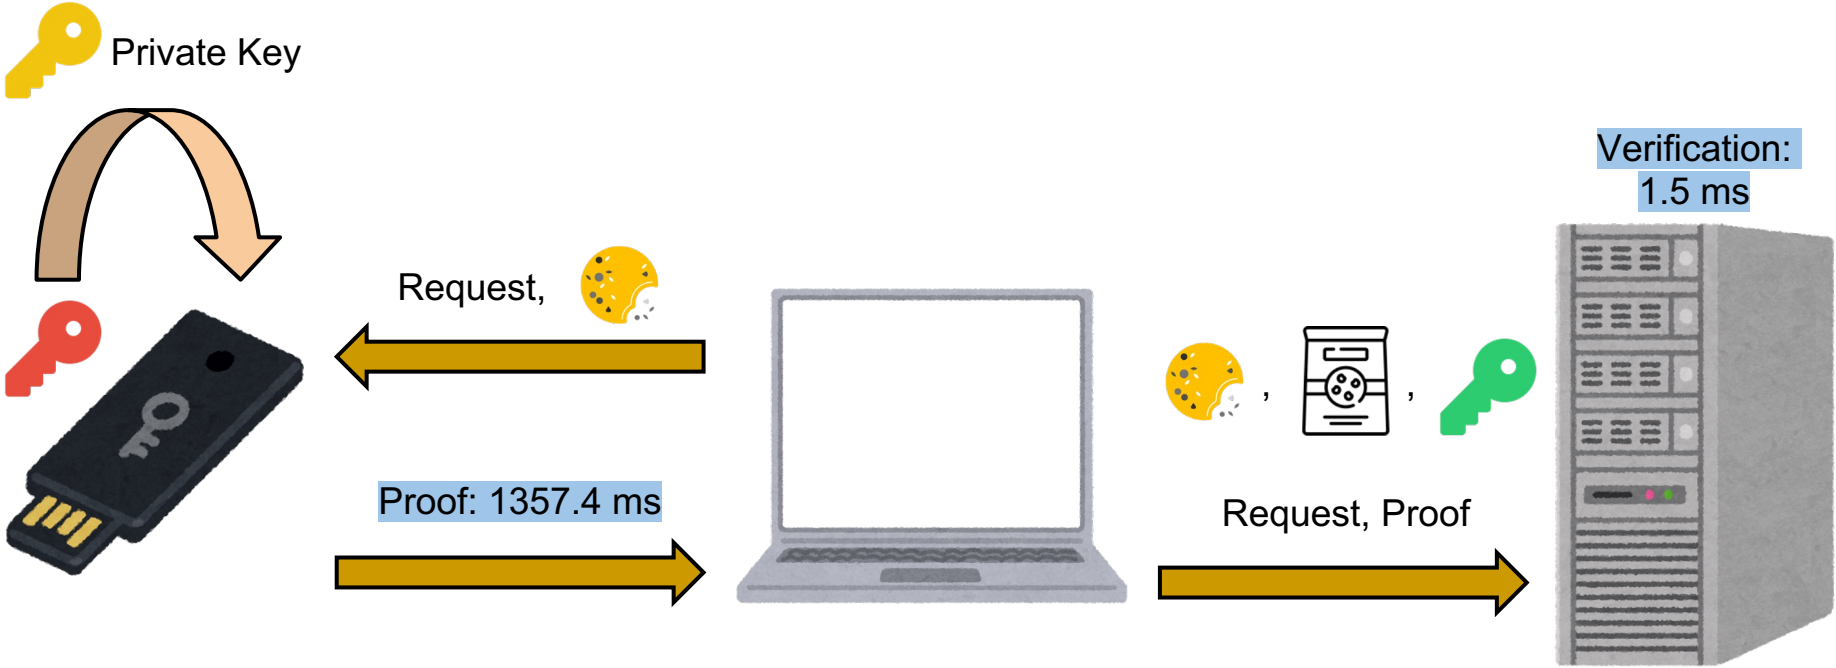 Private Key
Verification:
1.5 ms
Request,
, ,
Proof: 1357.4 ms
Request, Proof